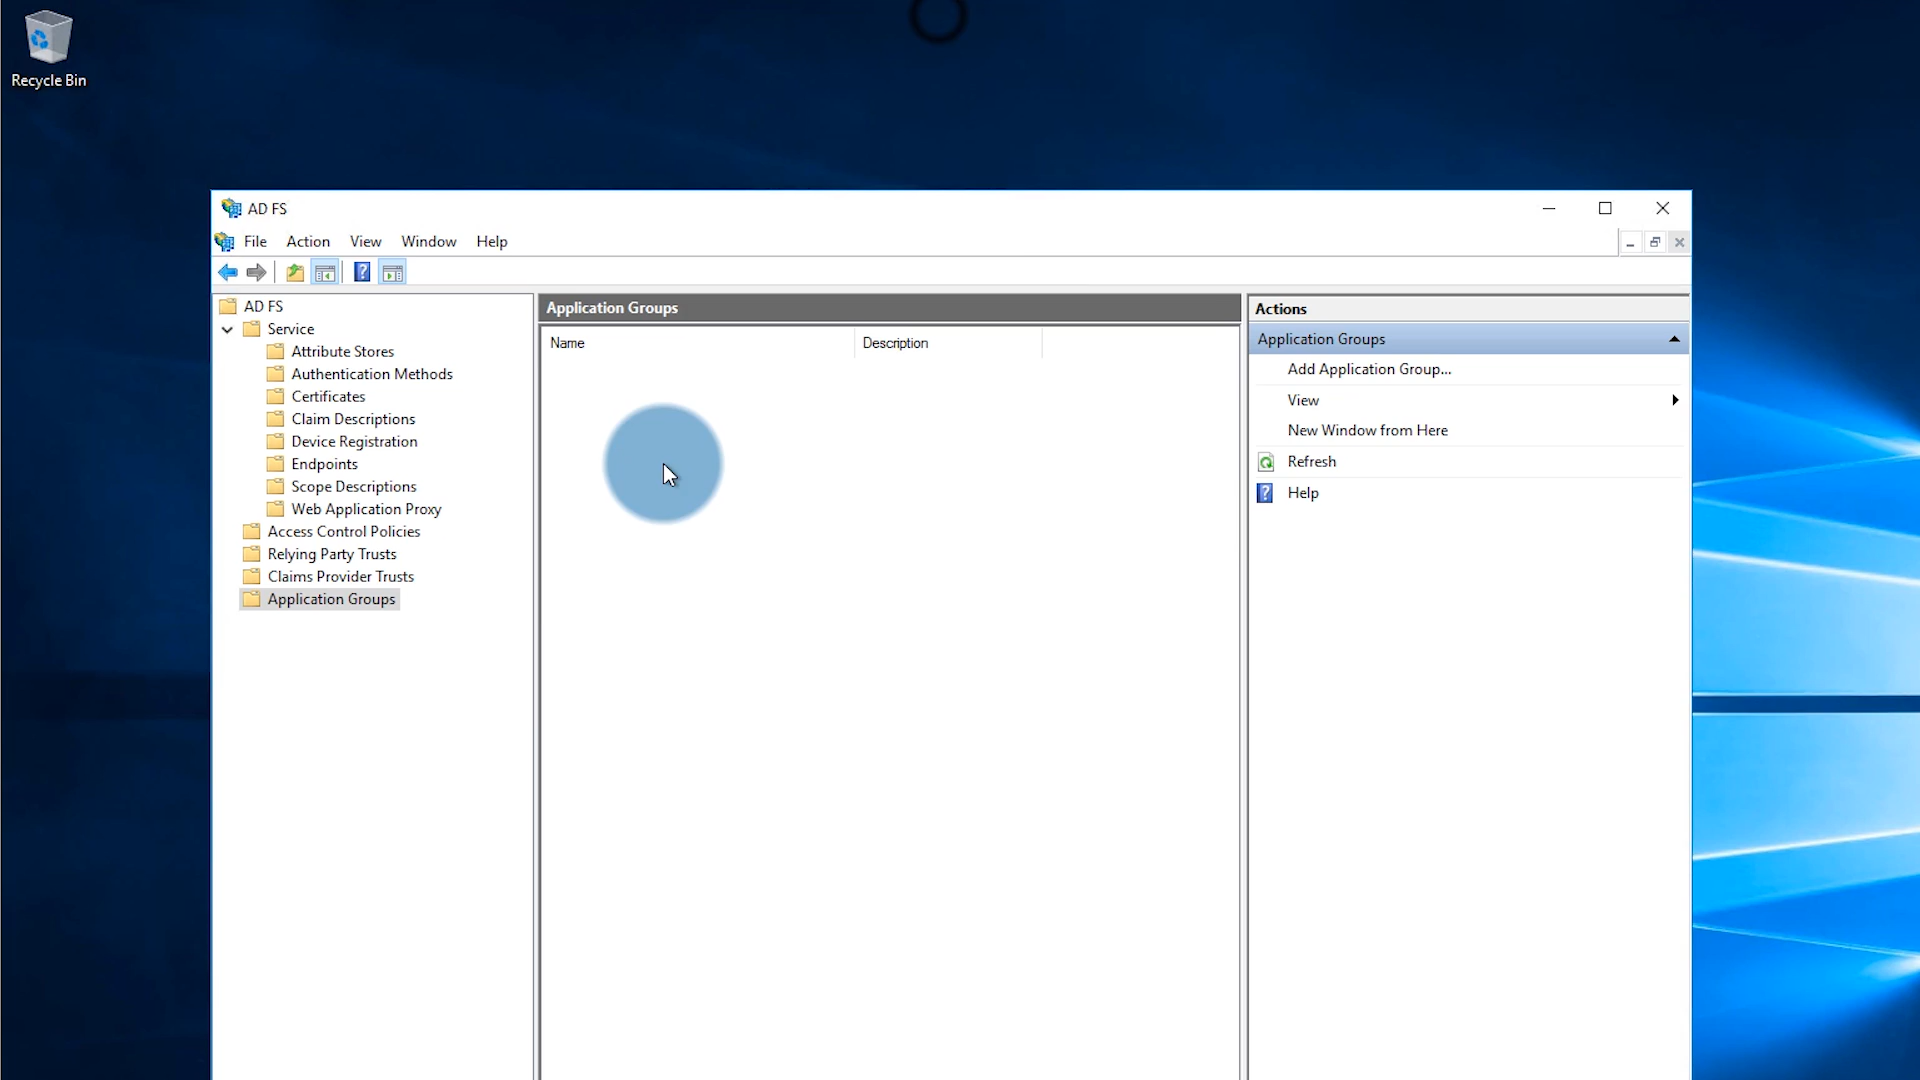 Recycle Bin
AD FS
File Action View Window Help
AD FS
Service
Attribute Stores
Authentication Methods
Certificates
Claim Descriptions
Device Registration
Endpoints
Scope Descriptions
Web Application Proxy
Access Control Policies
Relying Party Trusts
Claims Provider Trusts
Application Groups
Application Groups
Name Description
Actions
Application Groups
Add Application Group...
View
New Window from Here
Refresh
Help